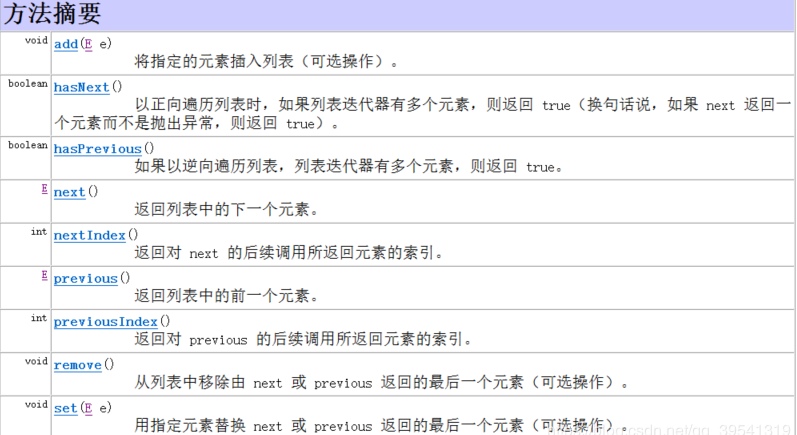 方法摘要
void add(E e)
将指定的元素插入列表（可选操作）。
boolean hasNext()
以正向遍历列表时，如果列表迭代器有多个元素，则返回 true（换句话说，如果 next 返回一
个元素而不是抛出异常，则返回 true）。
boolean hasPrevious()
如果以逆向遍历列表，列表迭代器有多个元素，则返回 true。
E next()
返回列表中的下一个元素。
int nextIndex()
返回对 next 的后续调用所返回元素的索引。
E previous()
返回列表中的前一个元素。
int previousIndex()
返回对 previous 的后续调用所返回元素的索引。
void remove()
从列表中移除由 next 或 previous 返回的最后一个元素（可选操作）。
void set(E e)
用指定元素替换 next 或 previous 返回的最后一个元素（可选操作）。
csdn.net/qq_39541319